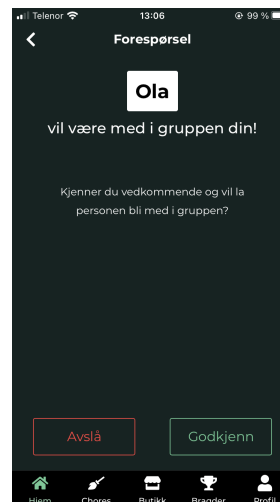 Telenor 13:06 99 %
Forespørsel
Ola
vil være med i gruppen din!
Kjenner du vedkommende og vil la
personen bli med i gruppen?
Avslå Godkjenn
Hjem Chores Butikk Bragder Profil